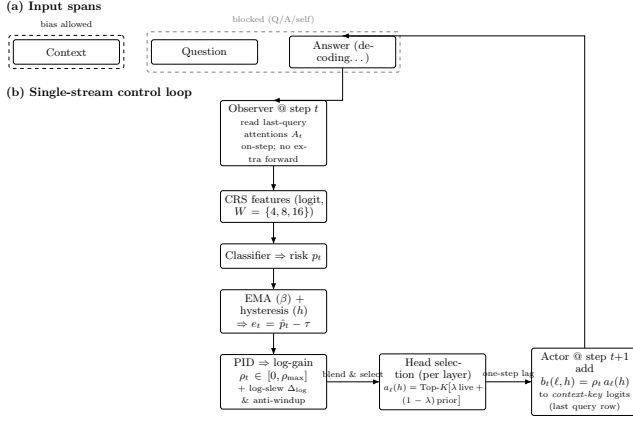 (a) Input spans
bias allowed
blocked (Q/A/self)
Context
Question
Answer (de-
coding...)
(b) Single-stream control loop
Observer @ step t
read last-query
attentions A_t
on-step; no ex-
tra forward
CRS features (logit,
W = {4, 8, 16})
Classifier ⇒ risk p_t
EMA (β) +
hysteresis (h)
⇒ e_t = p̂_t − τ
PID ⇒ log-gain
ρ_t ∈ [0, ρ_max]
+ log-slew Δ_log
& anti-windup
blend & select
Head selec-
tion (per layer)
a_ℓ(h) = Top-K[λ live +
(1 − λ) prior]
one-step lag
Actor @ step t+1
add
b_t(ℓ, h) = ρ_t a_ℓ(h)
to context-key logits
(last query row)